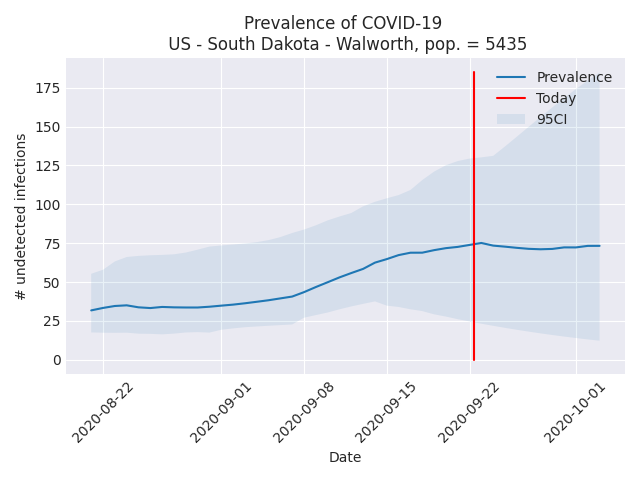 Prevalence of COVID-19
US - South Dakota - Walworth, pop. = 5435
Prevalence
Today
95CI
# undetected infections
175
150
125
100
75
50
25
0
2020-08-22
2020-09-01
2020-09-08
2020-09-15
2020-09-22
2020-10-01
Date